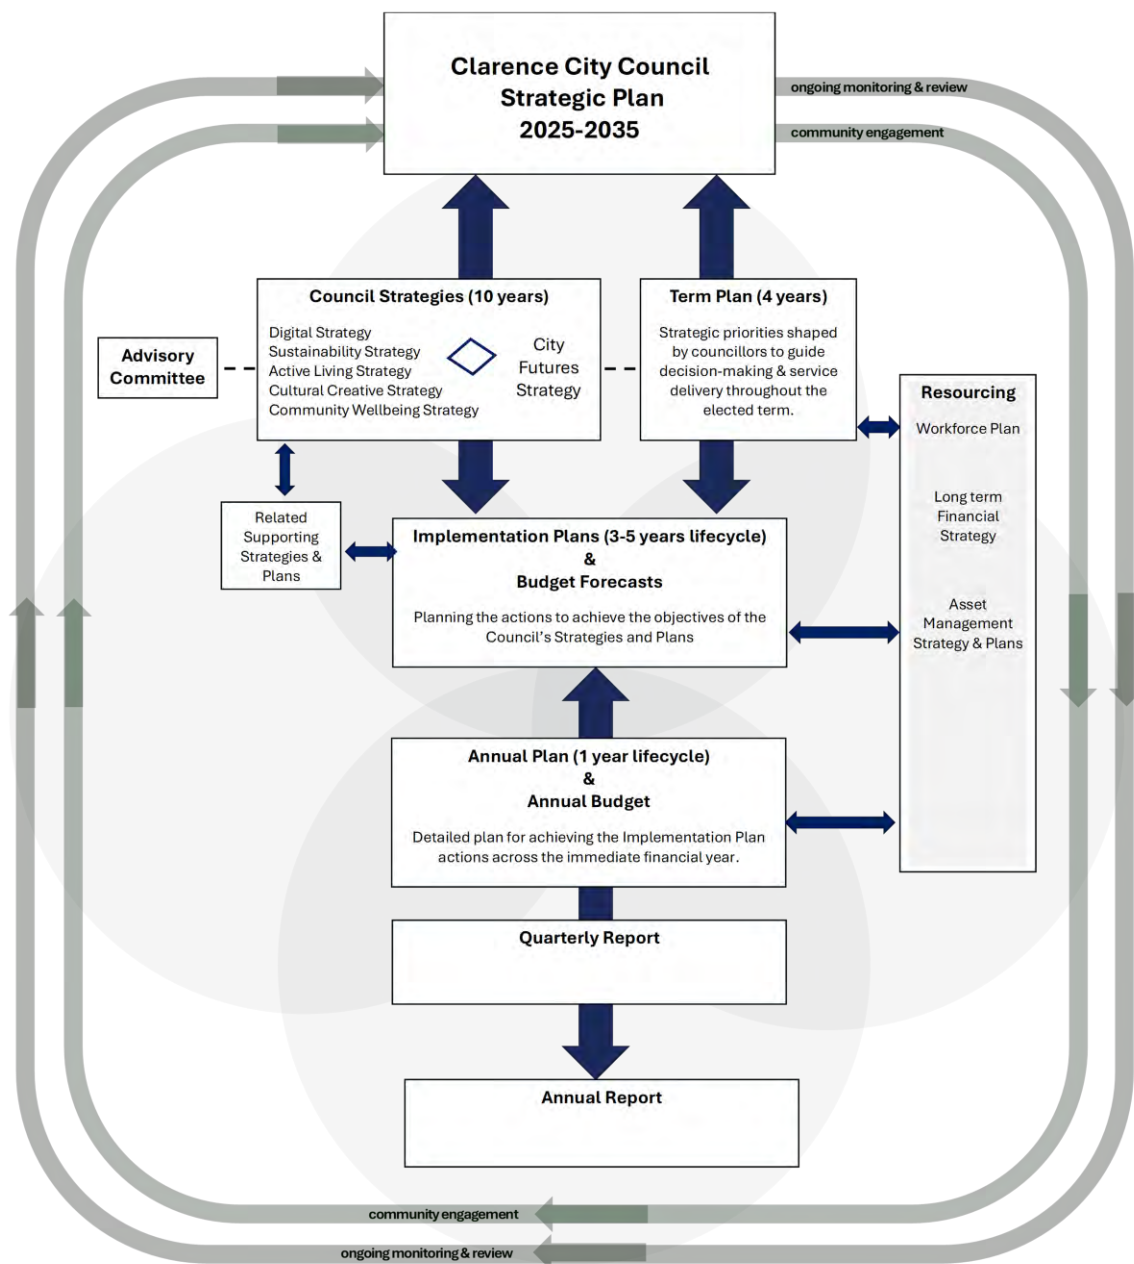 Clarence City Council
Strategic Plan
2025-2035
ongoing monitoring & review
community engagement
Council Strategies (10 years)
Digital Strategy
Sustainability Strategy
Active Living Strategy
Cultural Creative Strategy
Community Wellbeing Strategy
City
Futures
Strategy
Term Plan (4 years)
Strategic priorities shaped
by councillors to guide
decision-making & service
delivery throughout the
elected term.
Advisory
Committee
Resourcing
Workforce Plan
Long term
Financial
Strategy
Asset
Management
Strategy & Plans
Related
Supporting
Strategies &
Plans
Implementation Plans (3-5 years lifecycle)
&
Budget Forecasts
Planning the actions to achieve the objectives of the
Council's Strategies and Plans
Annual Plan (1 year lifecycle)
&
Annual Budget
Detailed plan for achieving the Implementation Plan
actions across the immediate financial year.
Quarterly Report
Annual Report
community engagement
ongoing monitoring & review